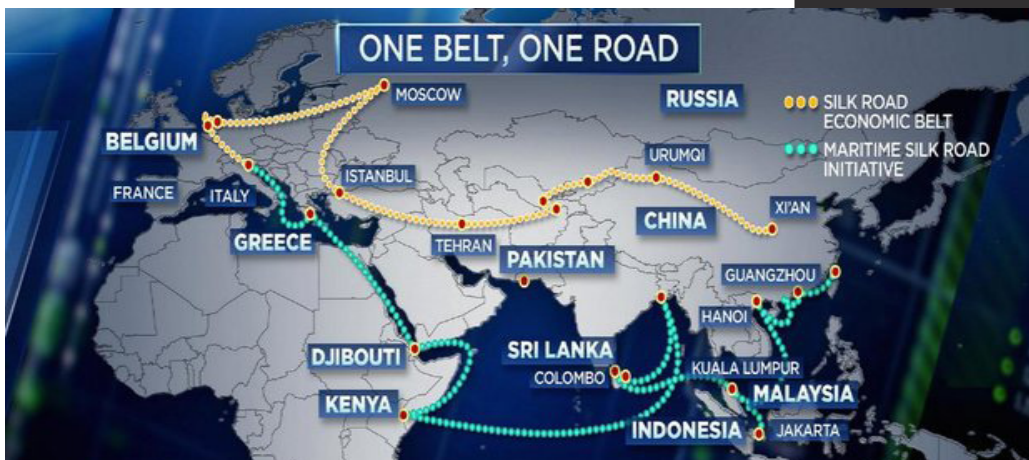 ONE BELT, ONE ROAD
MOSCOW
RUSSIA
SILK ROAD
ECONOMIC BELT
MARITIME SILK ROAD
INITIATIVE
BELGIUM
FRANCE
ITALY
ISTANBUL
URUMQI
XI'AN
CHINA
GREECE
TEHRAN
PAKISTAN
GUANGZHOU
HANOI
DJIBOUTI
SRI LANKA
COLOMBO
KUALA LUMPUR
MALAYSIA
KENYA
INDONESIA
JAKARTA